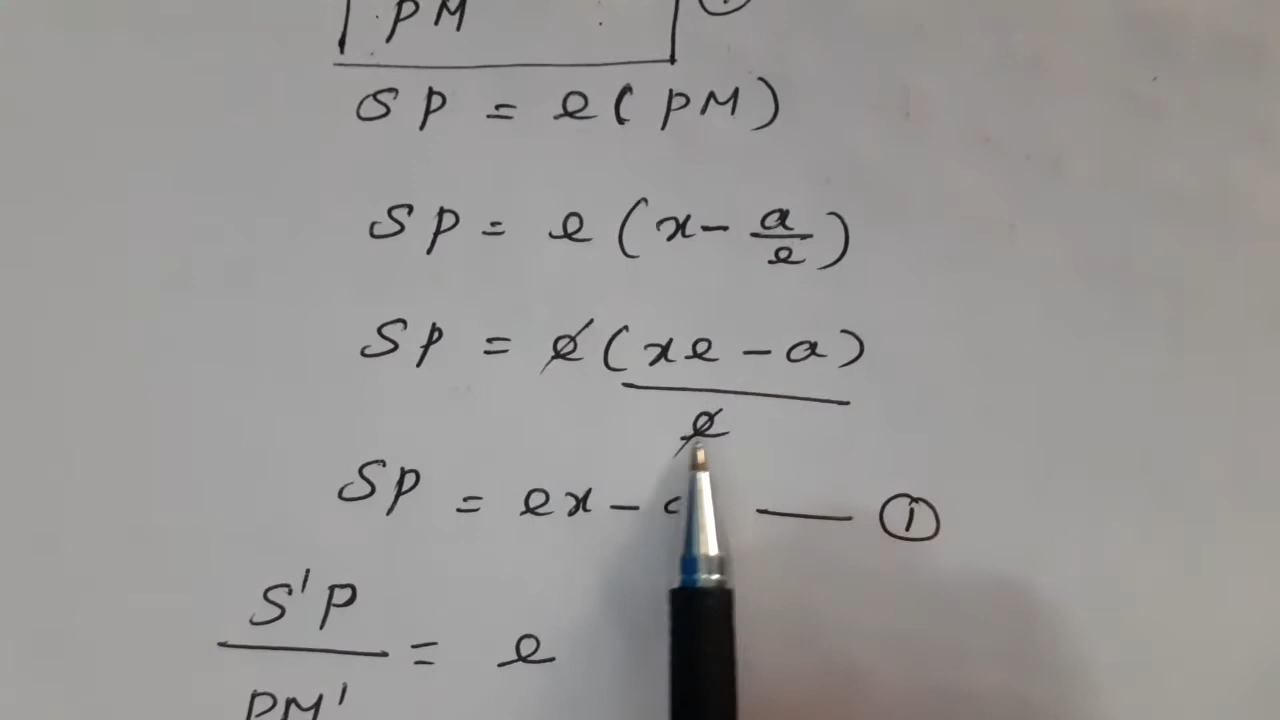 PM
SP = e(PM)
SP = e(x - a/e)
SP = e(xe - a)
e
SP = ex - — ①
S'P
= e
PM'